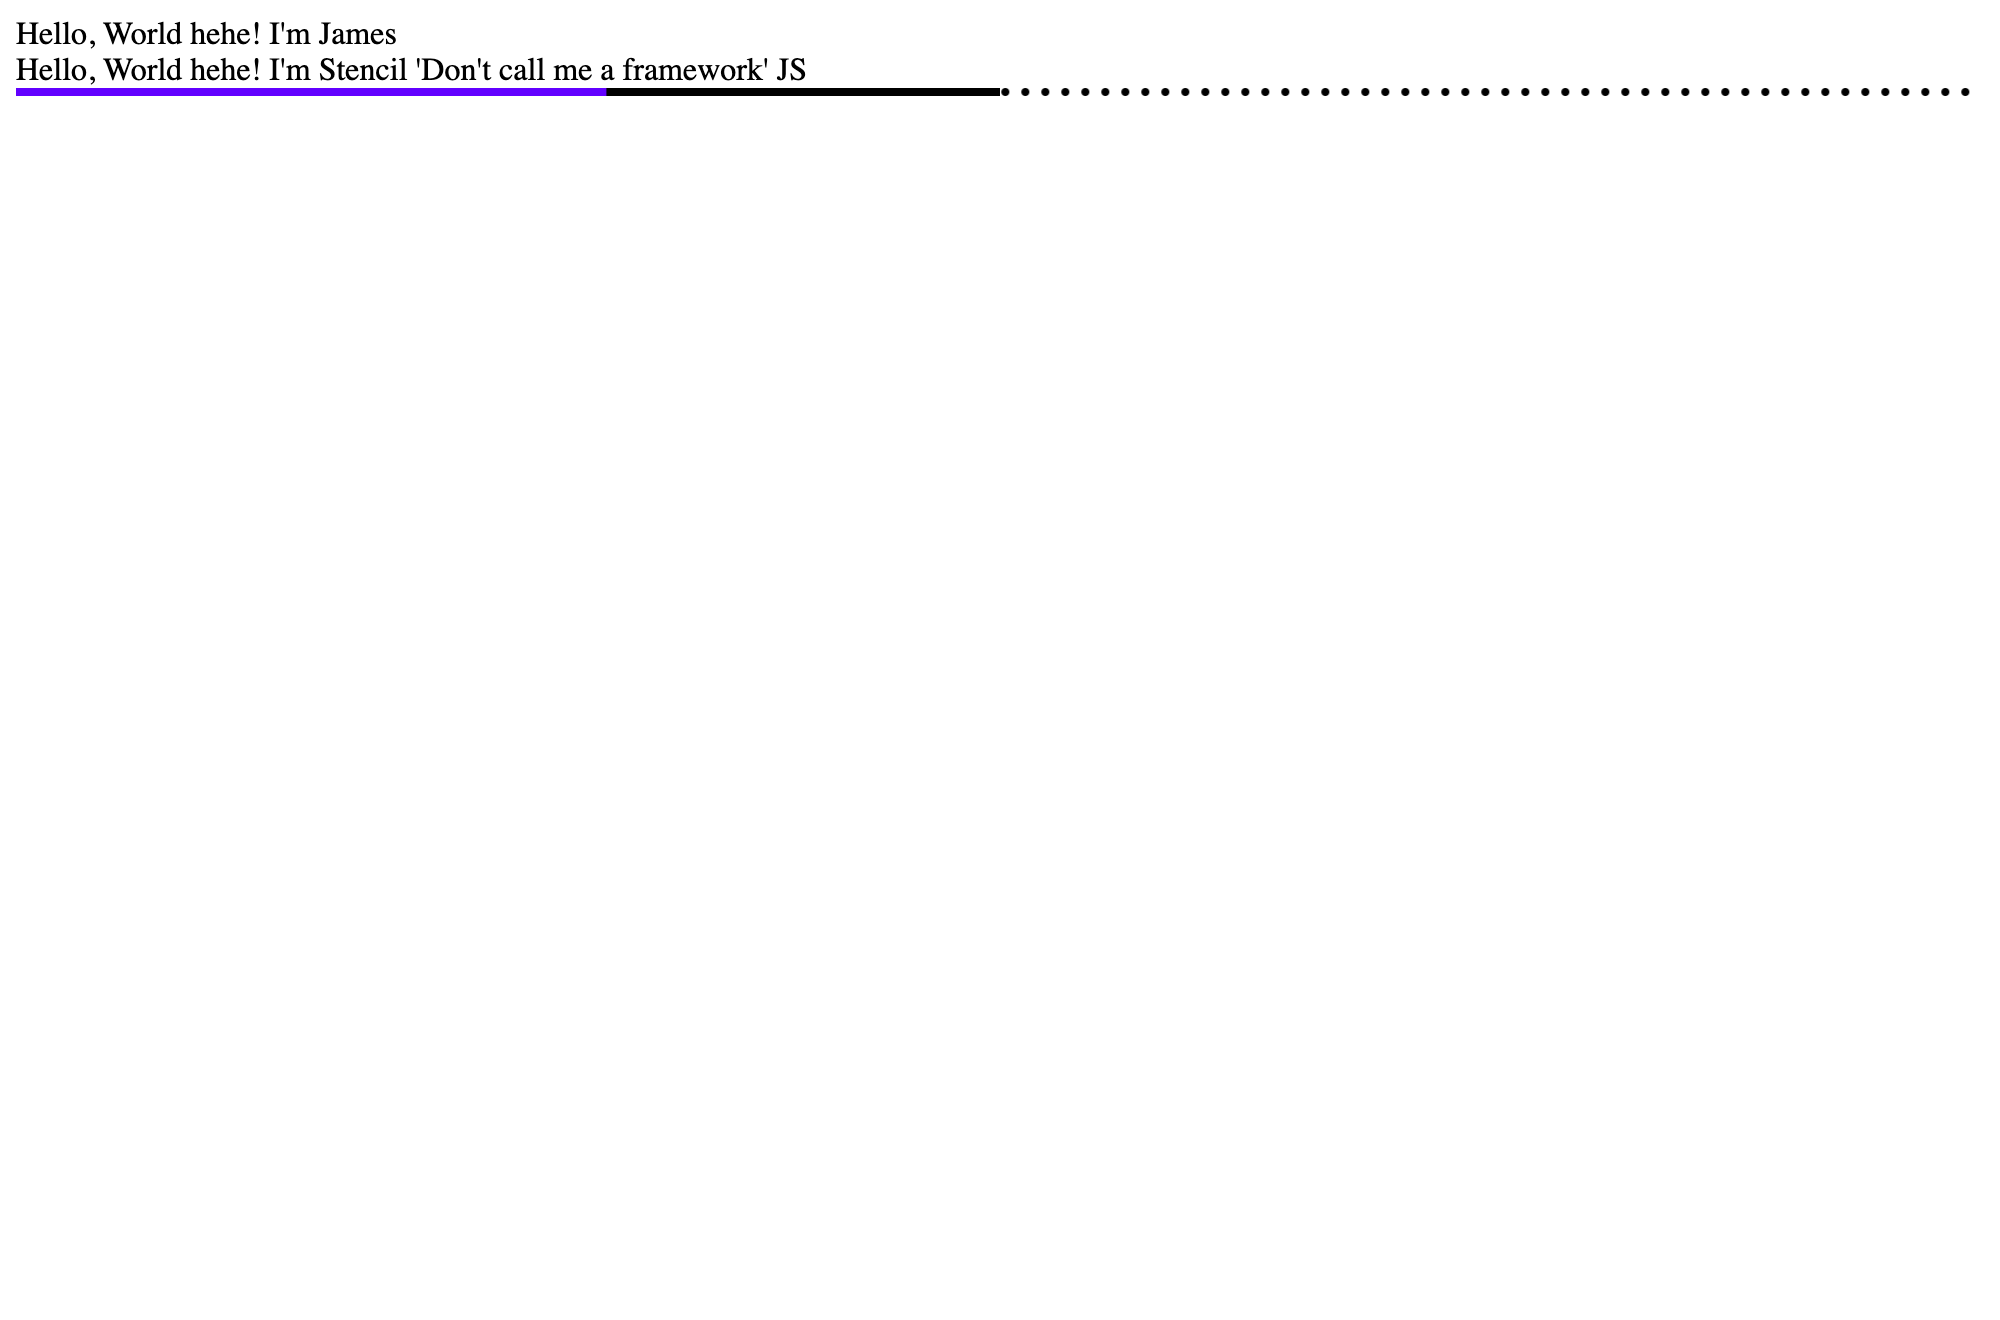 Hello, World hehe! I'm James
Hello, World hehe! I'm Stencil 'Don't call me a framework' JS